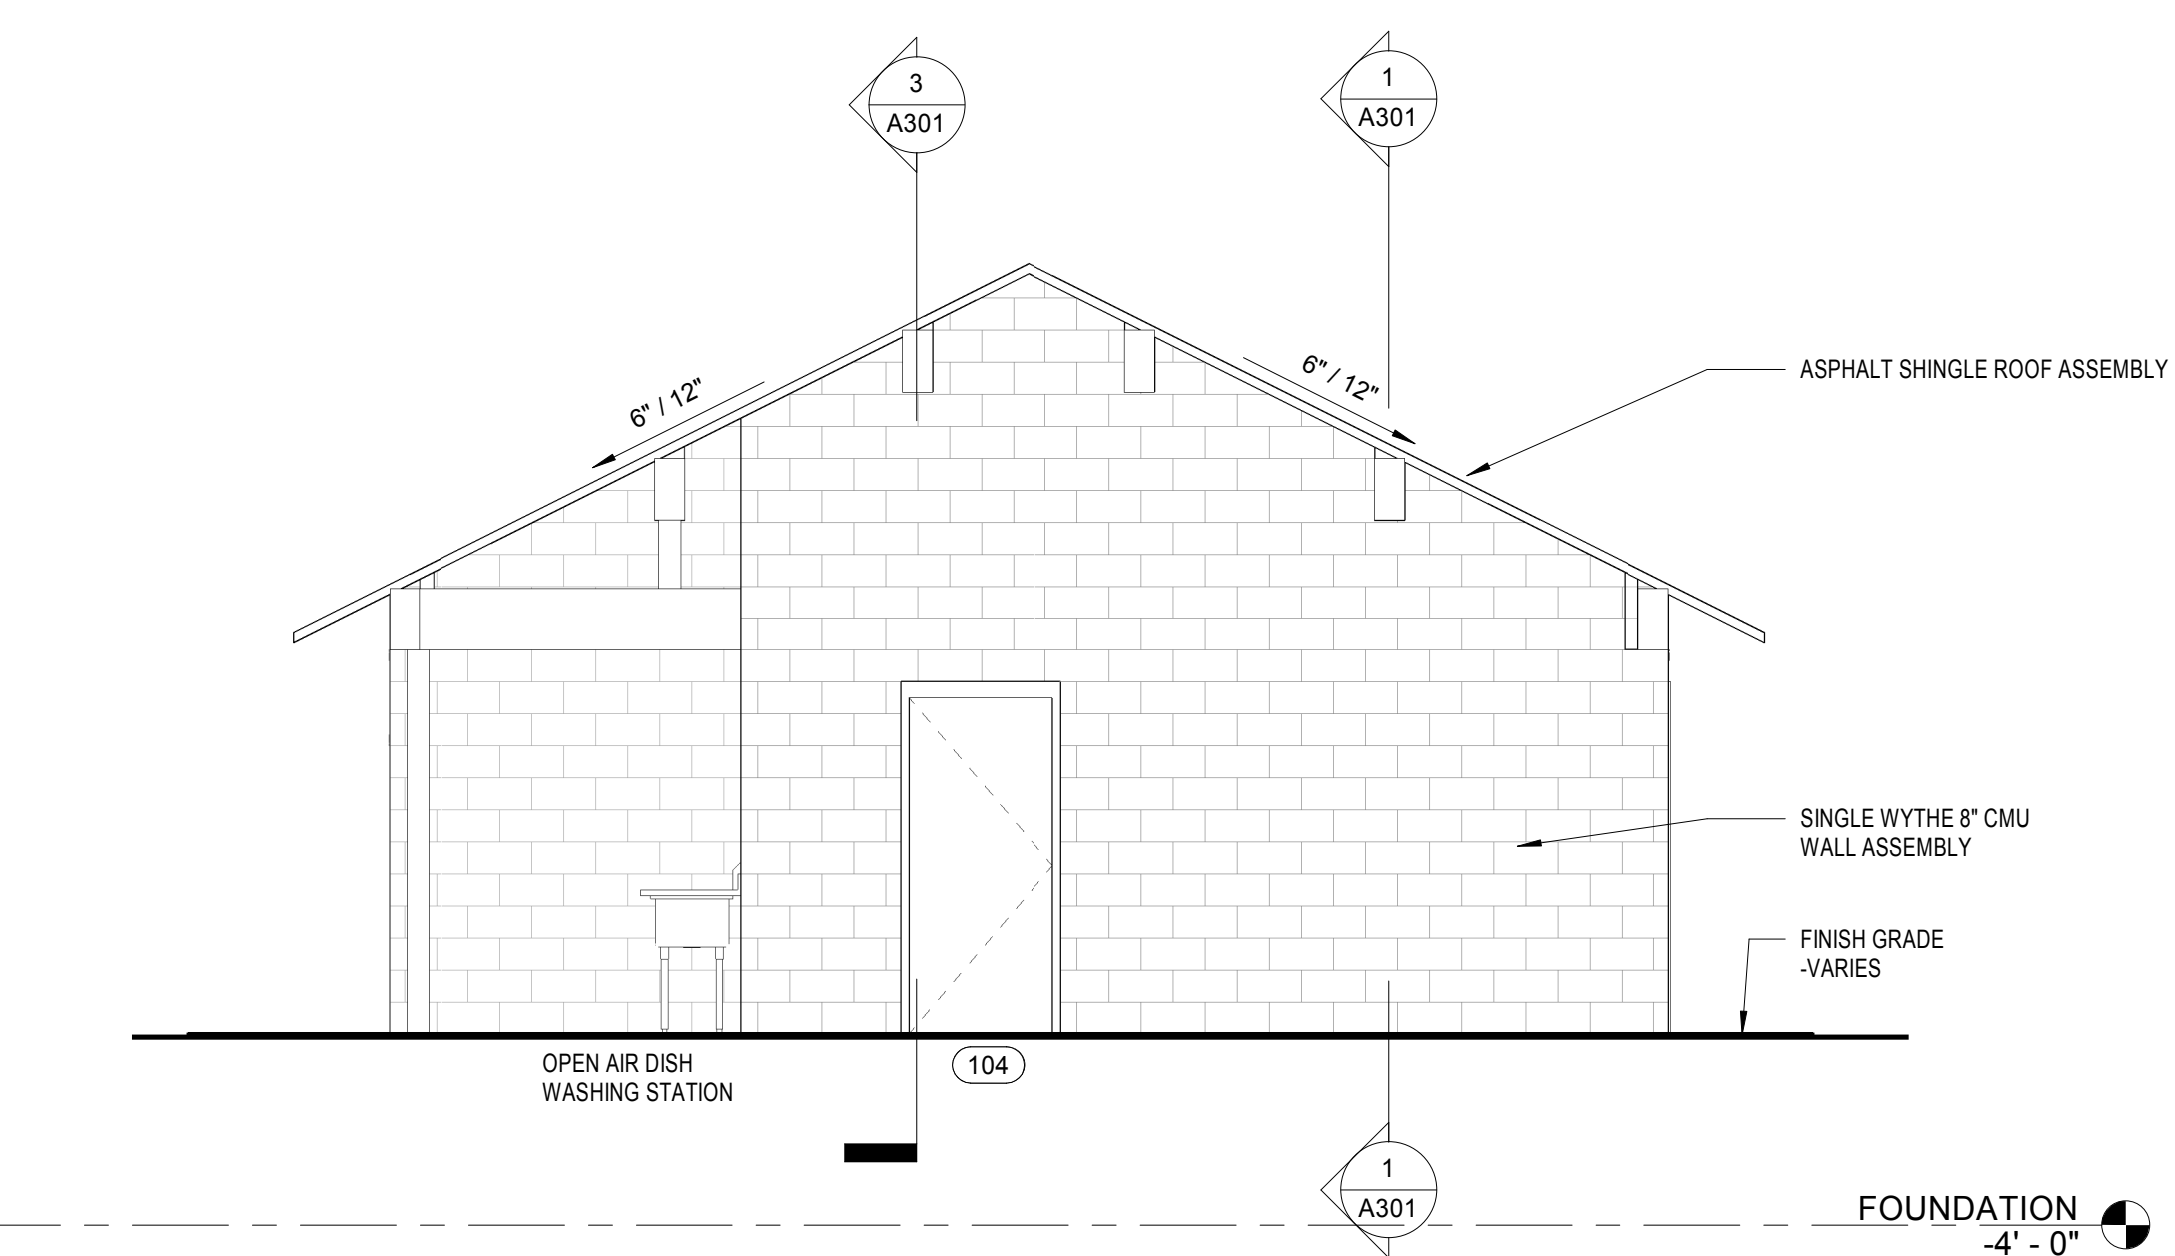 3
A301
1
A301
6" / 12"
6" / 12"
ASPHALT SHINGLE ROOF ASSEMBLY
SINGLE WYTHE 8" CMU
WALL ASSEMBLY
FINISH GRADE
-VARIES
OPEN AIR DISH
WASHING STATION
104
1
A301
FOUNDATION
-4' - 0"